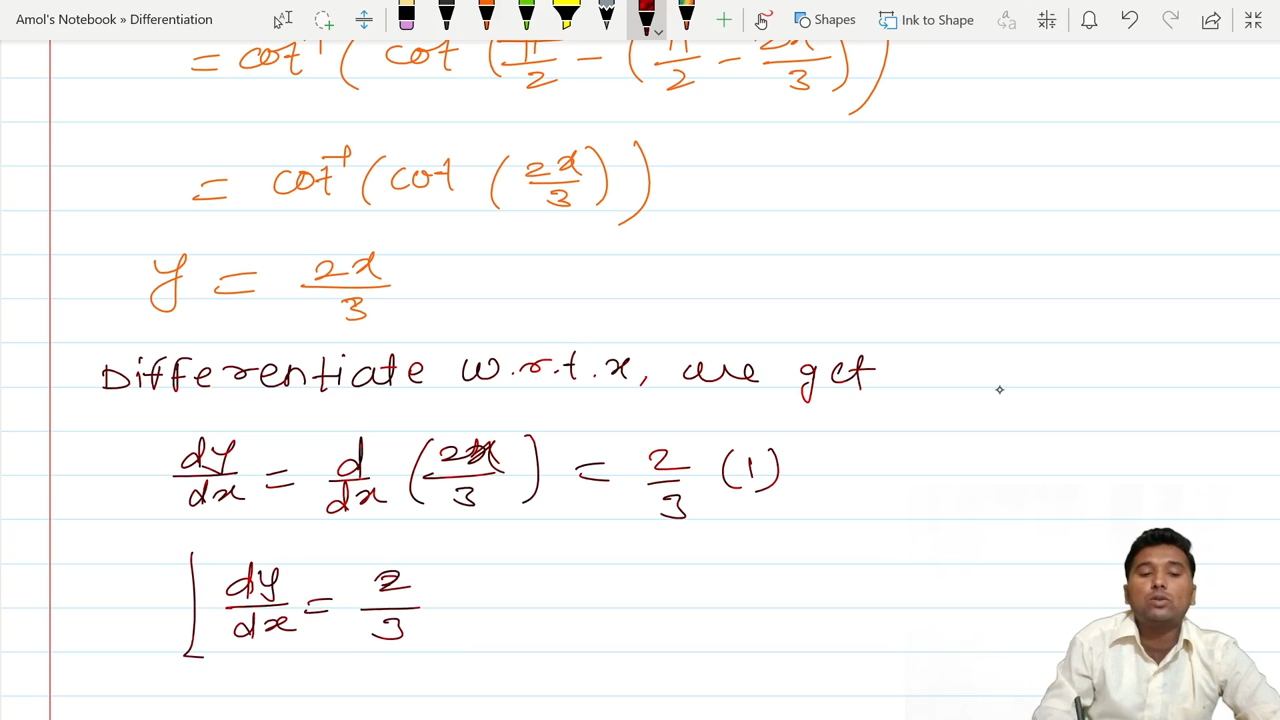 Amol's Notebook » Differentiation Shapes Ink to Shape
= cot⁻¹ ( cot ( π/2 − ( π/2 − 2x/3 ) ) )
= cot⁻¹ ( cot ( 2x/3 ) )
y = 2x/3
Differentiate w.r.t.x, we get
dy/dx = d/dx ( 2x/3 ) = 2/3 (1)
dy/dx = 2/3